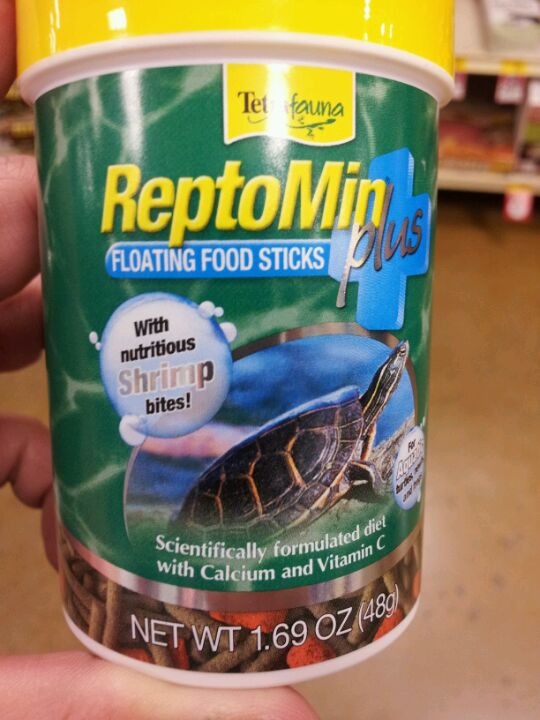 Tetrafauna
ReptoMin
plus
FLOATING FOOD STICKS
With
nutritious
Shrimp
bites!
For
Scientifically formulated diet
with Calcium and Vitamin C
NET WT 1.69 OZ (48g)